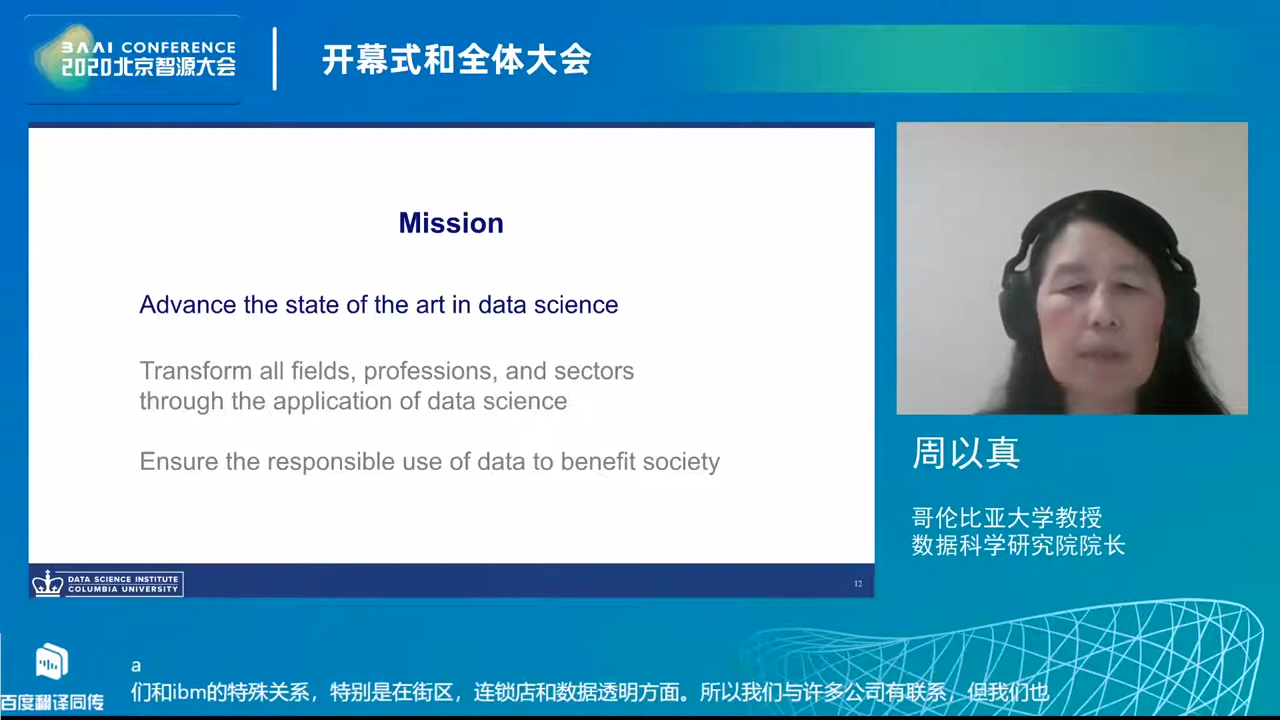 BAAI CONFERENCE
2020北京智源大会
开幕式和全体大会
Mission
Advance the state of the art in data science
Transform all fields, professions, and sectors
through the application of data science
Ensure the responsible use of data to benefit society
DATA SCIENCE INSTITUTE
COLUMBIA UNIVERSITY
12
周以真
哥伦比亚大学教授
数据科学研究院院长
百度翻译同传
a
们和ibm的特殊关系，特别是在街区，连锁店和数据透明方面。所以我们与许多公司有联系，但我们也